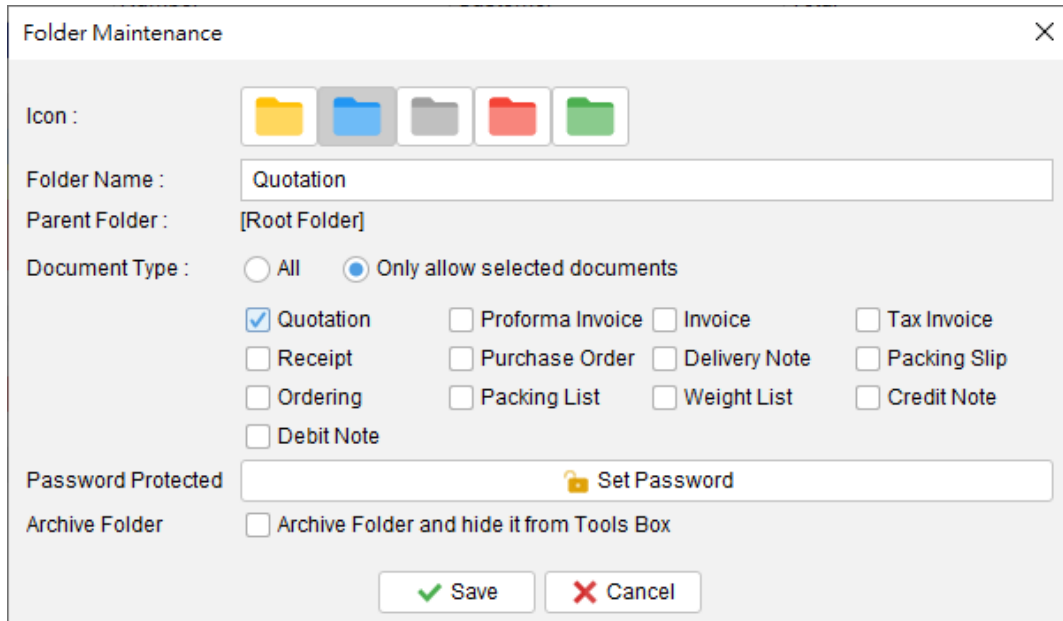 Folder Maintenance
Icon :
Folder Name : Quotation
Parent Folder : [Root Folder]
Document Type : All Only allow selected documents
Quotation Proforma Invoice Invoice Tax Invoice
Receipt Purchase Order Delivery Note Packing Slip
Ordering Packing List Weight List Credit Note
Debit Note
Password Protected Set Password
Archive Folder Archive Folder and hide it from Tools Box
Save Cancel